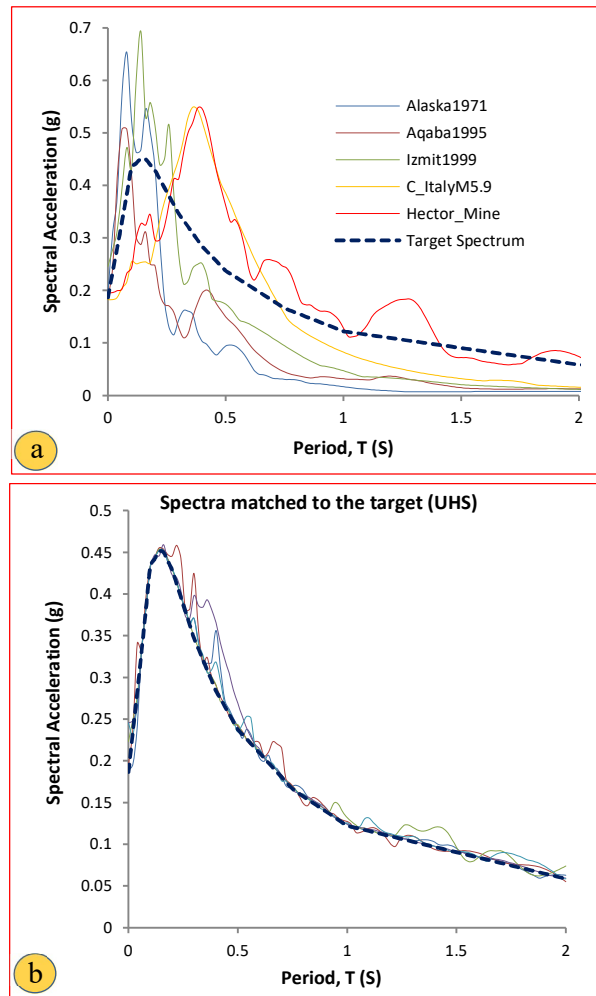 0.8
0.7
0.6
0.5
0.4
0.3
0.2
0.1
0
Spectral Acceleration (g)
Alaska1971
Aqaba1995
Izmit1999
C_ItalyM5.9
Hector_Mine
Target Spectrum
0 0.5 1 1.5 2
Period, T (S)
a
Spectra matched to the target (UHS)
0.5
0.45
0.4
0.35
0.3
0.25
0.2
0.15
0.1
0.05
0
Spectral Acceleration (g)
0 0.5 1 1.5 2
Period, T (S)
b